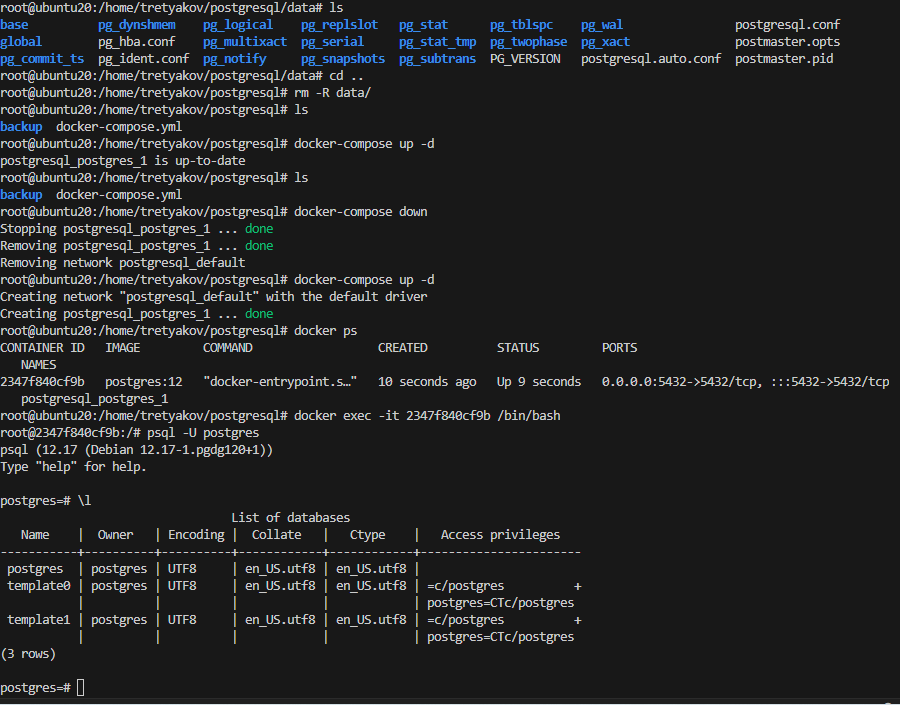 root@ubuntu20:/home/tretyakov/postgresql/data# ls
base          pg_dynshmem    pg_logical    pg_replslot   pg_stat      pg_tblspc    pg_wal                postgresql.conf
global        pg_hba.conf    pg_multixact  pg_serial     pg_stat_tmp  pg_twophase  pg_xact               postmaster.opts
pg_commit_ts  pg_ident.conf  pg_notify     pg_snapshots  pg_subtrans  PG_VERSION   postgresql.auto.conf  postmaster.pid
root@ubuntu20:/home/tretyakov/postgresql/data# cd ..
root@ubuntu20:/home/tretyakov/postgresql# rm -R data/
root@ubuntu20:/home/tretyakov/postgresql# ls
backup  docker-compose.yml
root@ubuntu20:/home/tretyakov/postgresql# docker-compose up -d
postgresql_postgres_1 is up-to-date
root@ubuntu20:/home/tretyakov/postgresql# ls
backup  docker-compose.yml
root@ubuntu20:/home/tretyakov/postgresql# docker-compose down
Stopping postgresql_postgres_1 ... done
Removing postgresql_postgres_1 ... done
Removing network postgresql_default
root@ubuntu20:/home/tretyakov/postgresql# docker-compose up -d
Creating network "postgresql_default" with the default driver
Creating postgresql_postgres_1 ... done
root@ubuntu20:/home/tretyakov/postgresql# docker ps
CONTAINER ID   IMAGE         COMMAND                  CREATED          STATUS         PORTS
   NAMES
2347f840cf9b   postgres:12   "docker-entrypoint.s…"   10 seconds ago   Up 9 seconds   0.0.0.0:5432->5432/tcp, :::5432->5432/tcp
   postgresql_postgres_1
root@ubuntu20:/home/tretyakov/postgresql# docker exec -it 2347f840cf9b /bin/bash
root@2347f840cf9b:/# psql -U postgres
psql (12.17 (Debian 12.17-1.pgdg120+1))
Type "help" for help.

postgres=# \l
                                 List of databases
   Name    |  Owner   | Encoding |  Collate   |   Ctype    |   Access privileges
-----------+----------+----------+------------+------------+-----------------------
 postgres  | postgres | UTF8     | en_US.utf8 | en_US.utf8 |
 template0 | postgres | UTF8     | en_US.utf8 | en_US.utf8 | =c/postgres          +
           |          |          |            |            | postgres=CTc/postgres
 template1 | postgres | UTF8     | en_US.utf8 | en_US.utf8 | =c/postgres          +
           |          |          |            |            | postgres=CTc/postgres
(3 rows)

postgres=#